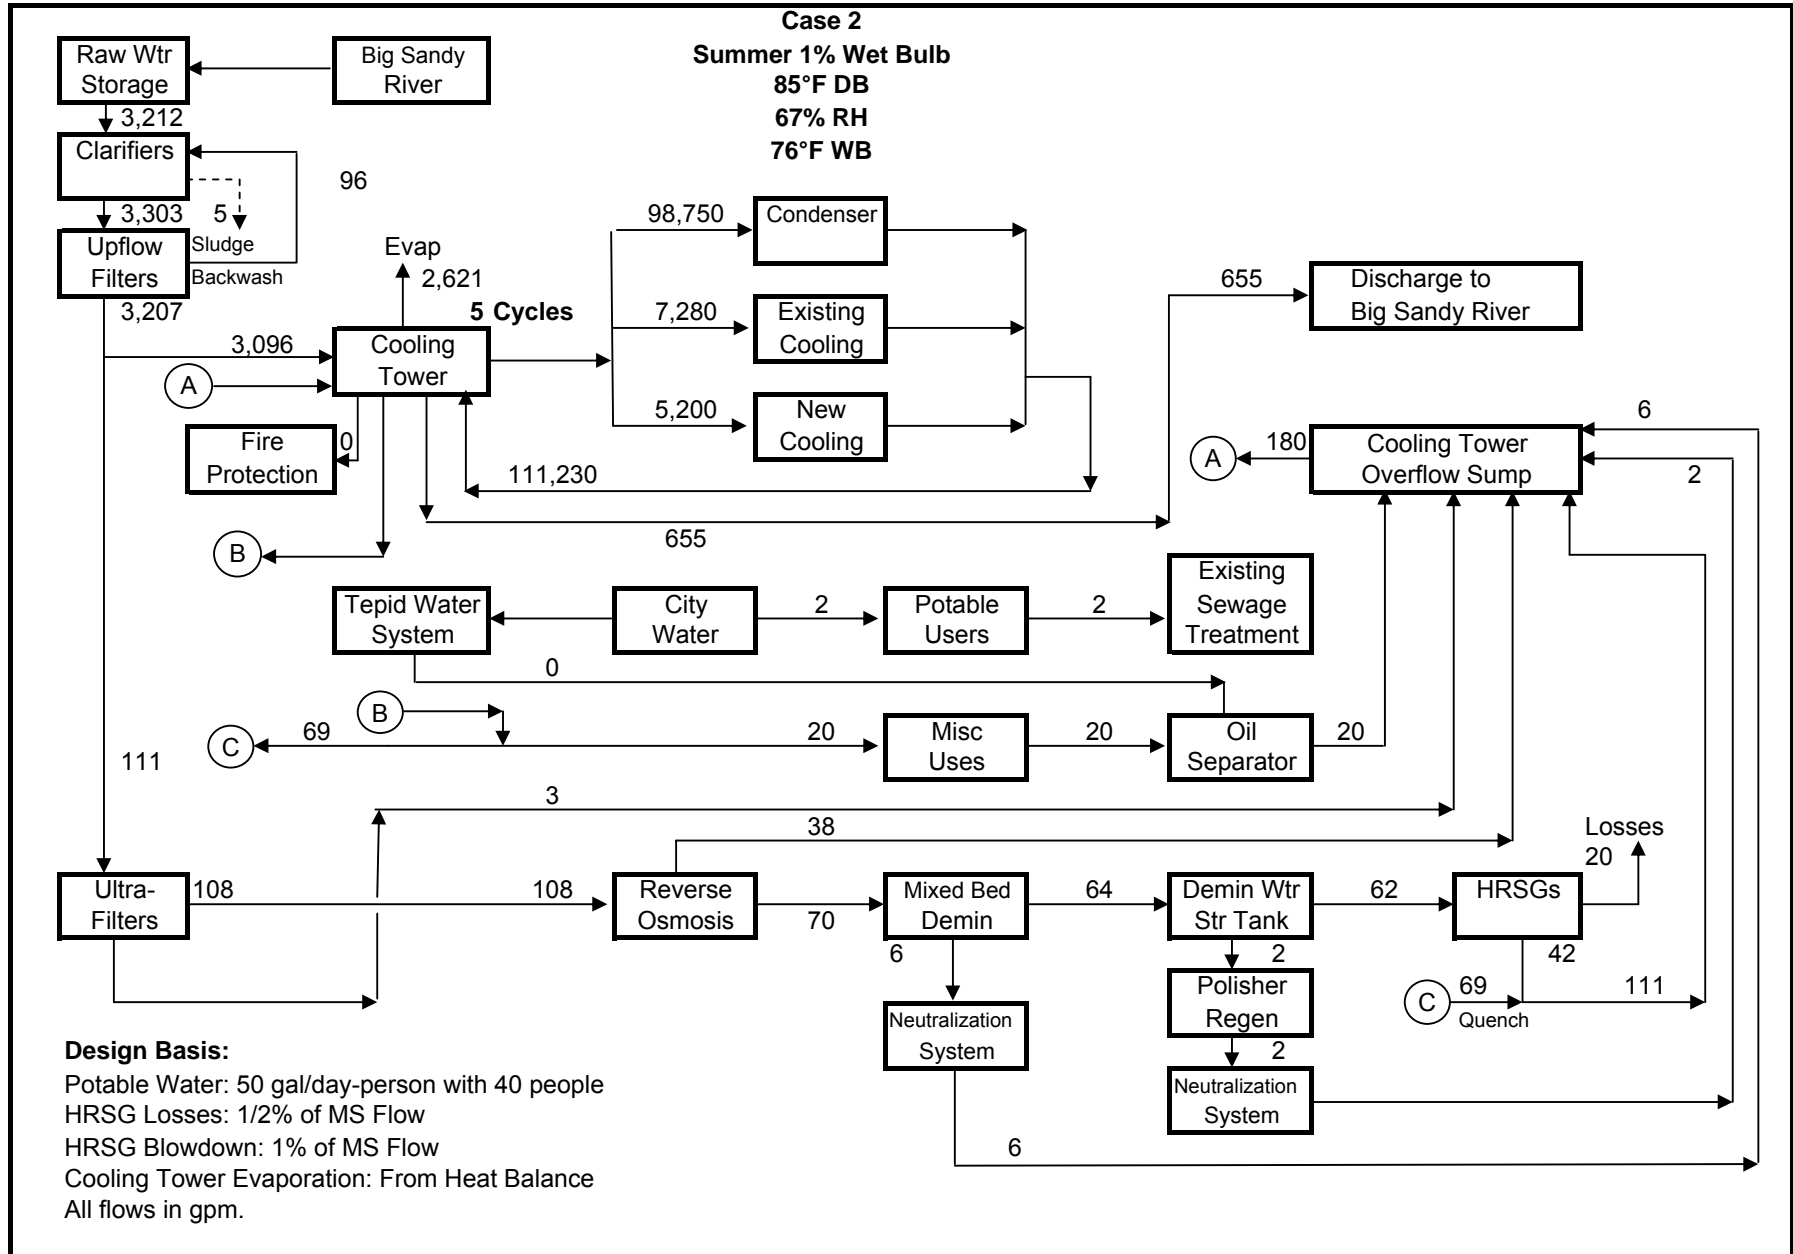 Case 2
Summer 1% Wet Bulb
85°F DB
67% RH
76°F WB
Raw Wtr
Storage
Big Sandy
River
3,212
Clarifiers
96
3,303
5
Sludge
Upflow
Filters
Backwash
3,207
Evap
2,621
5 Cycles
98,750
Condenser
7,280
Existing
Cooling
5,200
New
Cooling
655
Discharge to
Big Sandy River
3,096
Cooling
Tower
A
Fire
Protection
0
111,230
A
180
Cooling Tower
Overflow Sump
6
2
B
655
Tepid Water
System
City
Water
2
Potable
Users
2
Existing
Sewage
Treatment
0
B
C
69
20
Misc
Uses
20
Oil
Separator
20
111
3
38
Losses
20
Ultra-
Filters
108
108
Reverse
Osmosis
70
Mixed Bed
Demin
64
Demin Wtr
Str Tank
62
HRSGs
6
2
42
Neutralization
System
Polisher
Regen
C
69
Quench
111
2
Neutralization
System
6
Design Basis:
Potable Water: 50 gal/day-person with 40 people
HRSG Losses: 1/2% of MS Flow
HRSG Blowdown: 1% of MS Flow
Cooling Tower Evaporation: From Heat Balance
All flows in gpm.